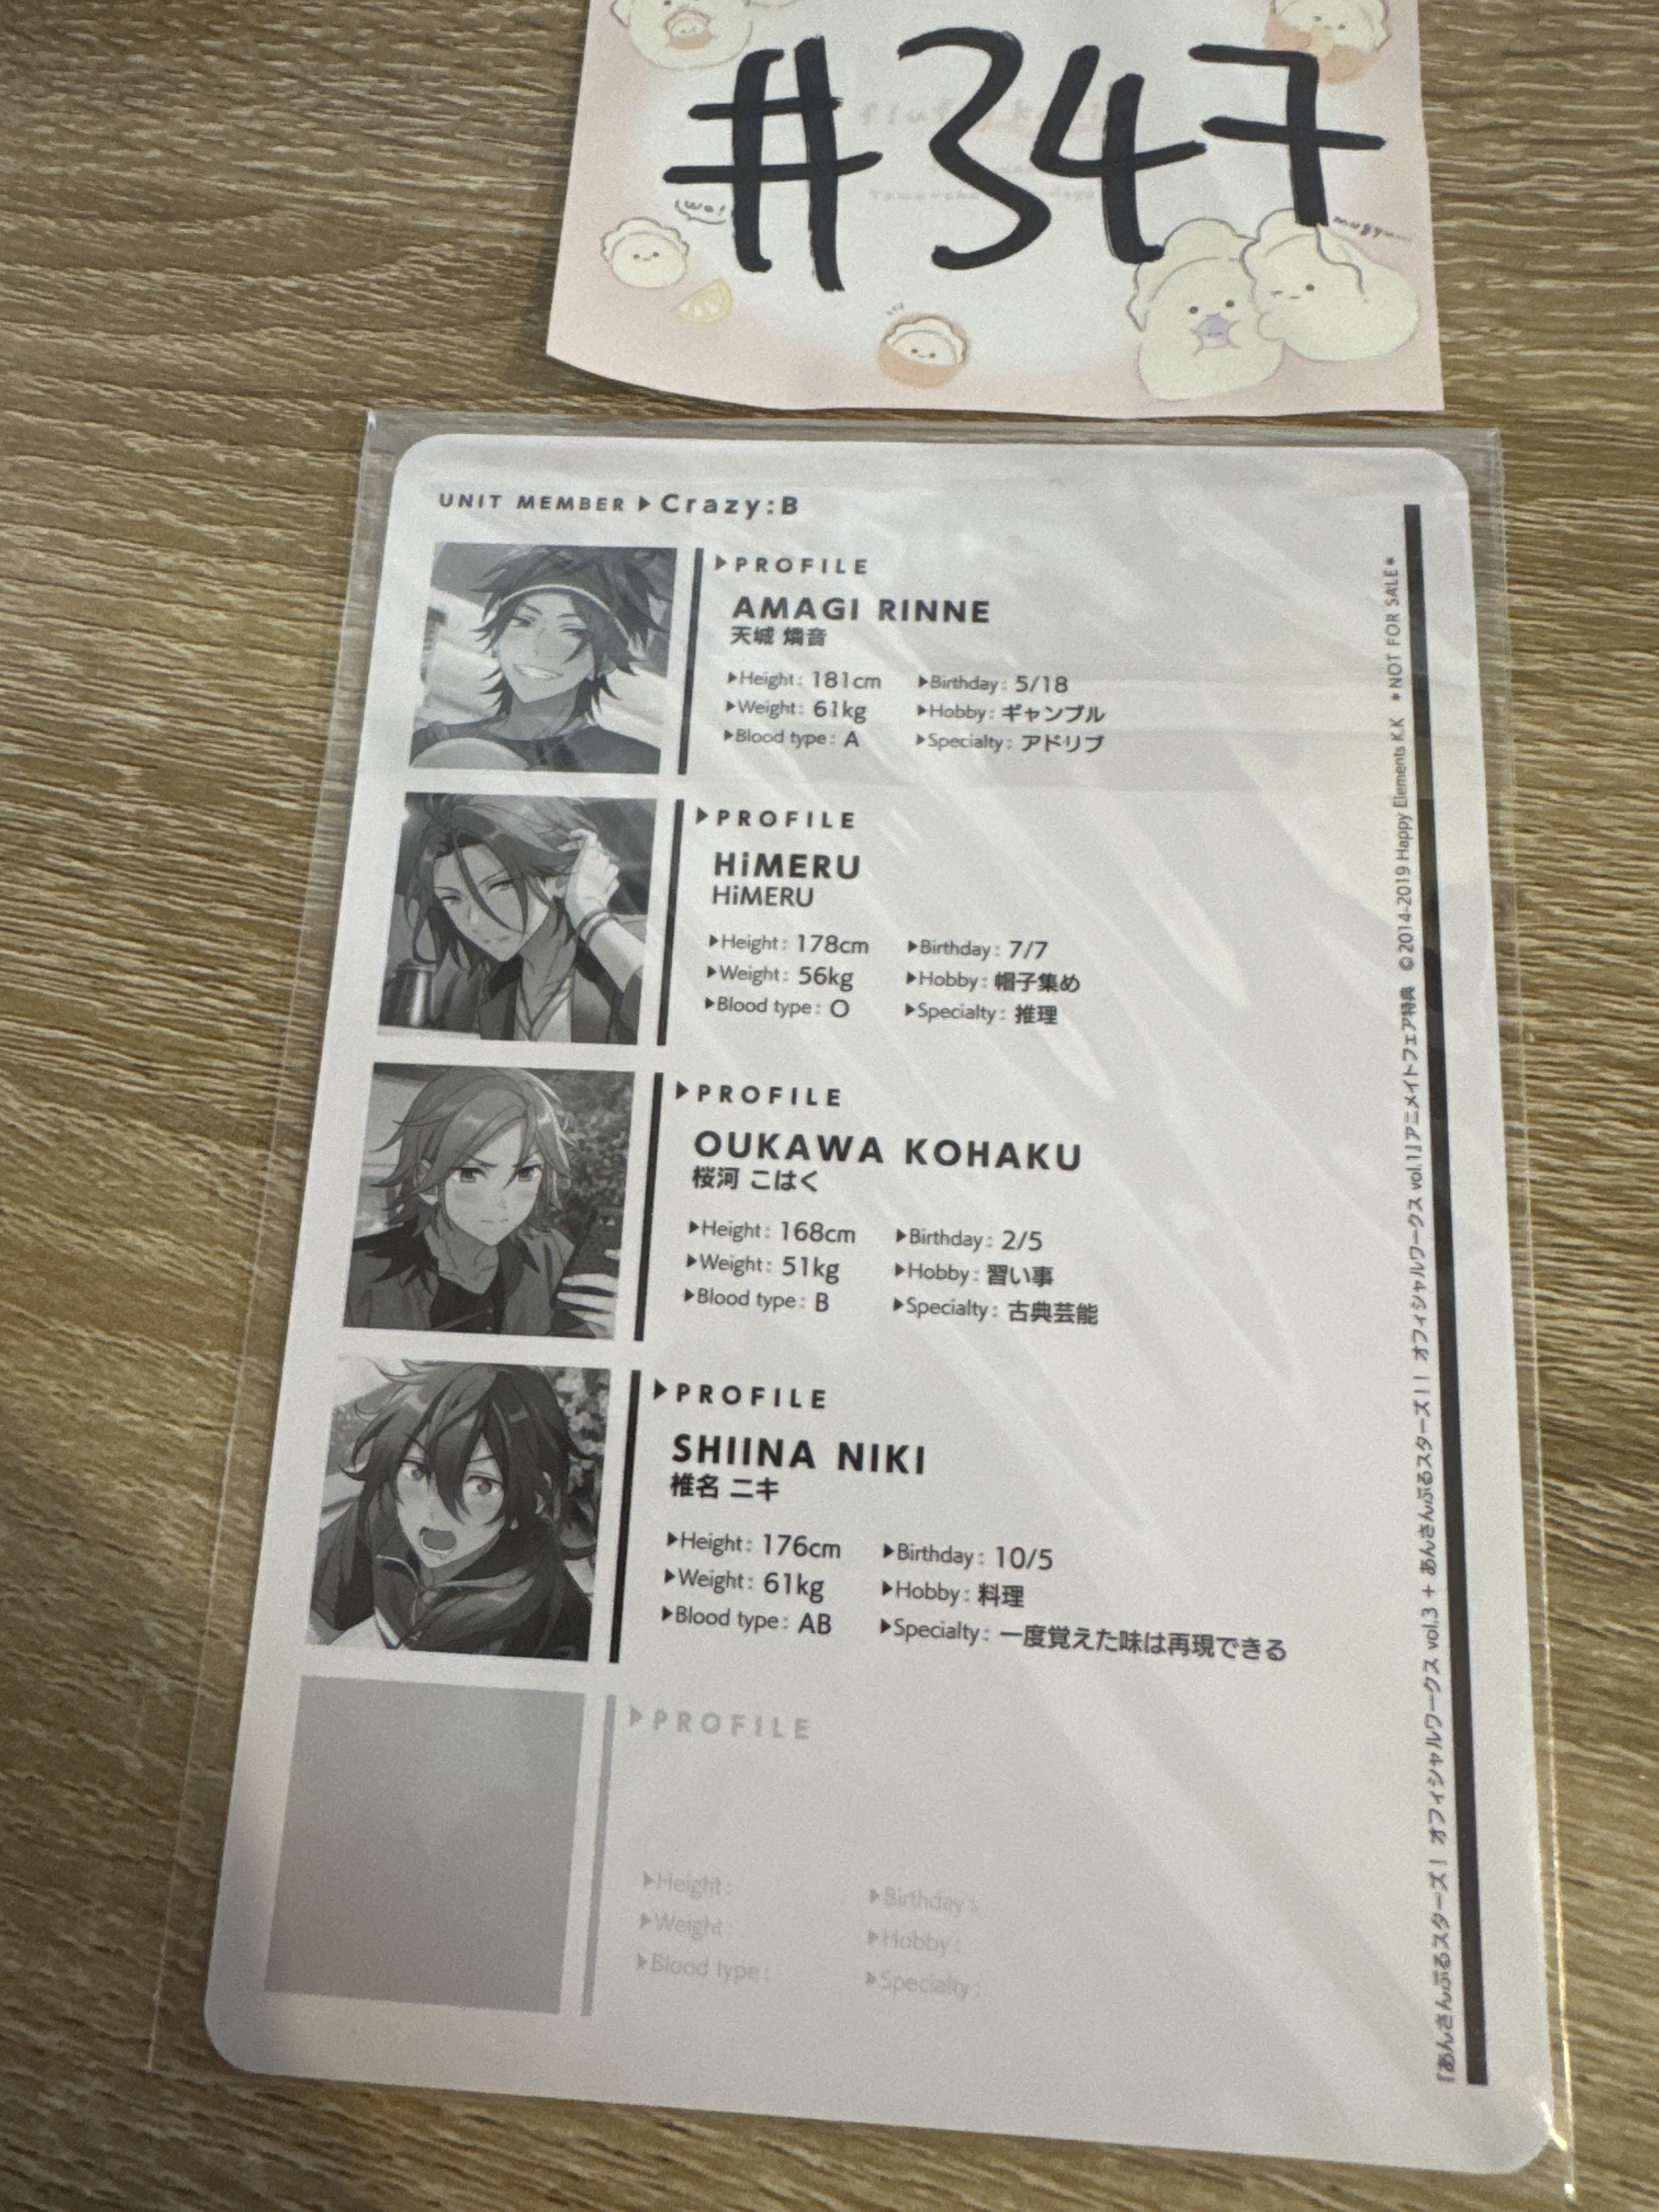 #347
(wo!
muggyu
UNIT MEMBER ▶ Crazy:B
▶PROFILE
AMAGI RINNE
天城 燐音
▶Height: 181cm ▶Birthday: 5/18
▶Weight: 61kg ▶Hobby: ギャンブル
▶Blood type: A ▶Specialty: アドリブ
▶PROFILE
HiMERU
HiMERU
▶Height: 178cm ▶Birthday: 7/7
▶Weight: 56kg ▶Hobby: 帽子集め
▶Blood type: O ▶Specialty: 推理
▶PROFILE
OUKAWA KOHAKU
桜河 こはく
▶Height: 168cm ▶Birthday: 2/5
▶Weight: 51kg ▶Hobby: 習い事
▶Blood type: B ▶Specialty: 古典芸能
▶PROFILE
SHIINA NIKI
椎名 ニキ
▶Height: 176cm ▶Birthday: 10/5
▶Weight: 61kg ▶Hobby: 料理
▶Blood type: AB ▶Specialty: 一度覚えた味は再現できる
▶PROFILE
▶Height: ▶Birthday:
▶Weight: ▶Hobby:
▶Blood type: ▶Specialty:
『あんさんぶるスターズ！ オフィシャルワークス vol.3 + あんさんぶるスターズ！！ オフィシャルワークス vol.1』アニメイトフェア特典 ©2014-2019 Happy Elements K.K *NOT FOR SALE*